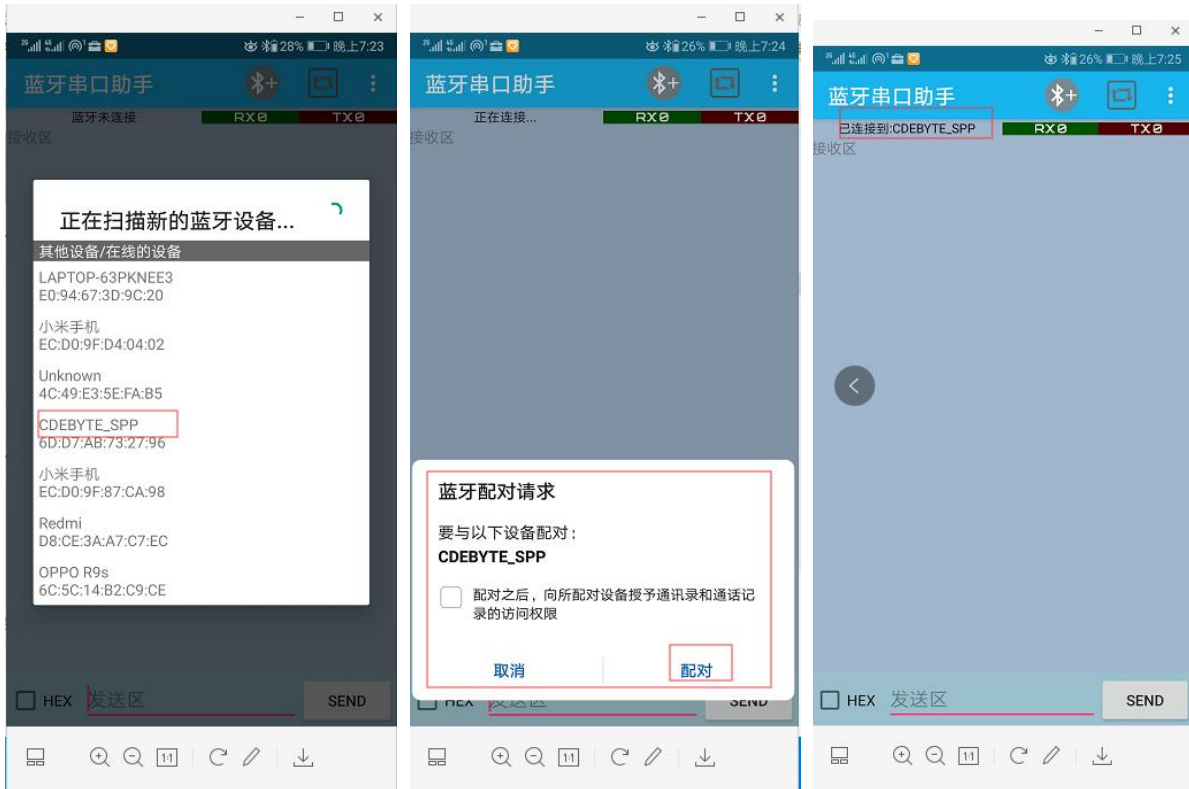 晚上7:23
28%
蓝牙串口助手
蓝牙未连接 RX0 TX0
接收区
正在扫描新的蓝牙设备...
其他设备/在线的设备
LAPTOP-63PKNEE3
E0:94:67:3D:9C:20
小米手机
EC:D0:9F:D4:04:02
Unknown
4C:49:E3:5E:FA:B5
CDEBYTE_SPP
6D:D7:AB:73:27:96
小米手机
EC:D0:9F:87:CA:98
Redmi
D8:CE:3A:A7:C7:EC
OPPO R9s
6C:5C:14:B2:C9:CE
HEX 发送区 SEND
1:1
26% 晚上7:24
蓝牙串口助手
正在连接... RX0 TX0
接收区
蓝牙配对请求
要与以下设备配对：
CDEBYTE_SPP
配对之后，向所配对设备授予通讯录和通话记
录的访问权限
取消 配对
HEX 发送区 SEND
1:1
26% 晚上7:25
蓝牙串口助手
已连接到:CDEBYTE_SPP RX0 TX0
接收区
HEX 发送区 SEND
1:1